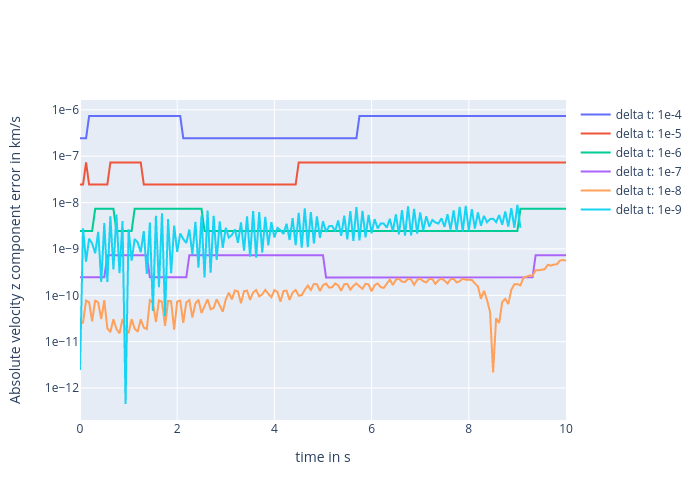 1e−6
1e−7
1e−8
1e−9
1e−10
1e−11
1e−12
0
2
4
6
8
10
time in s
Absolute velocity z component error in km/s
delta t: 1e-4
delta t: 1e-5
delta t: 1e-6
delta t: 1e-7
delta t: 1e-8
delta t: 1e-9